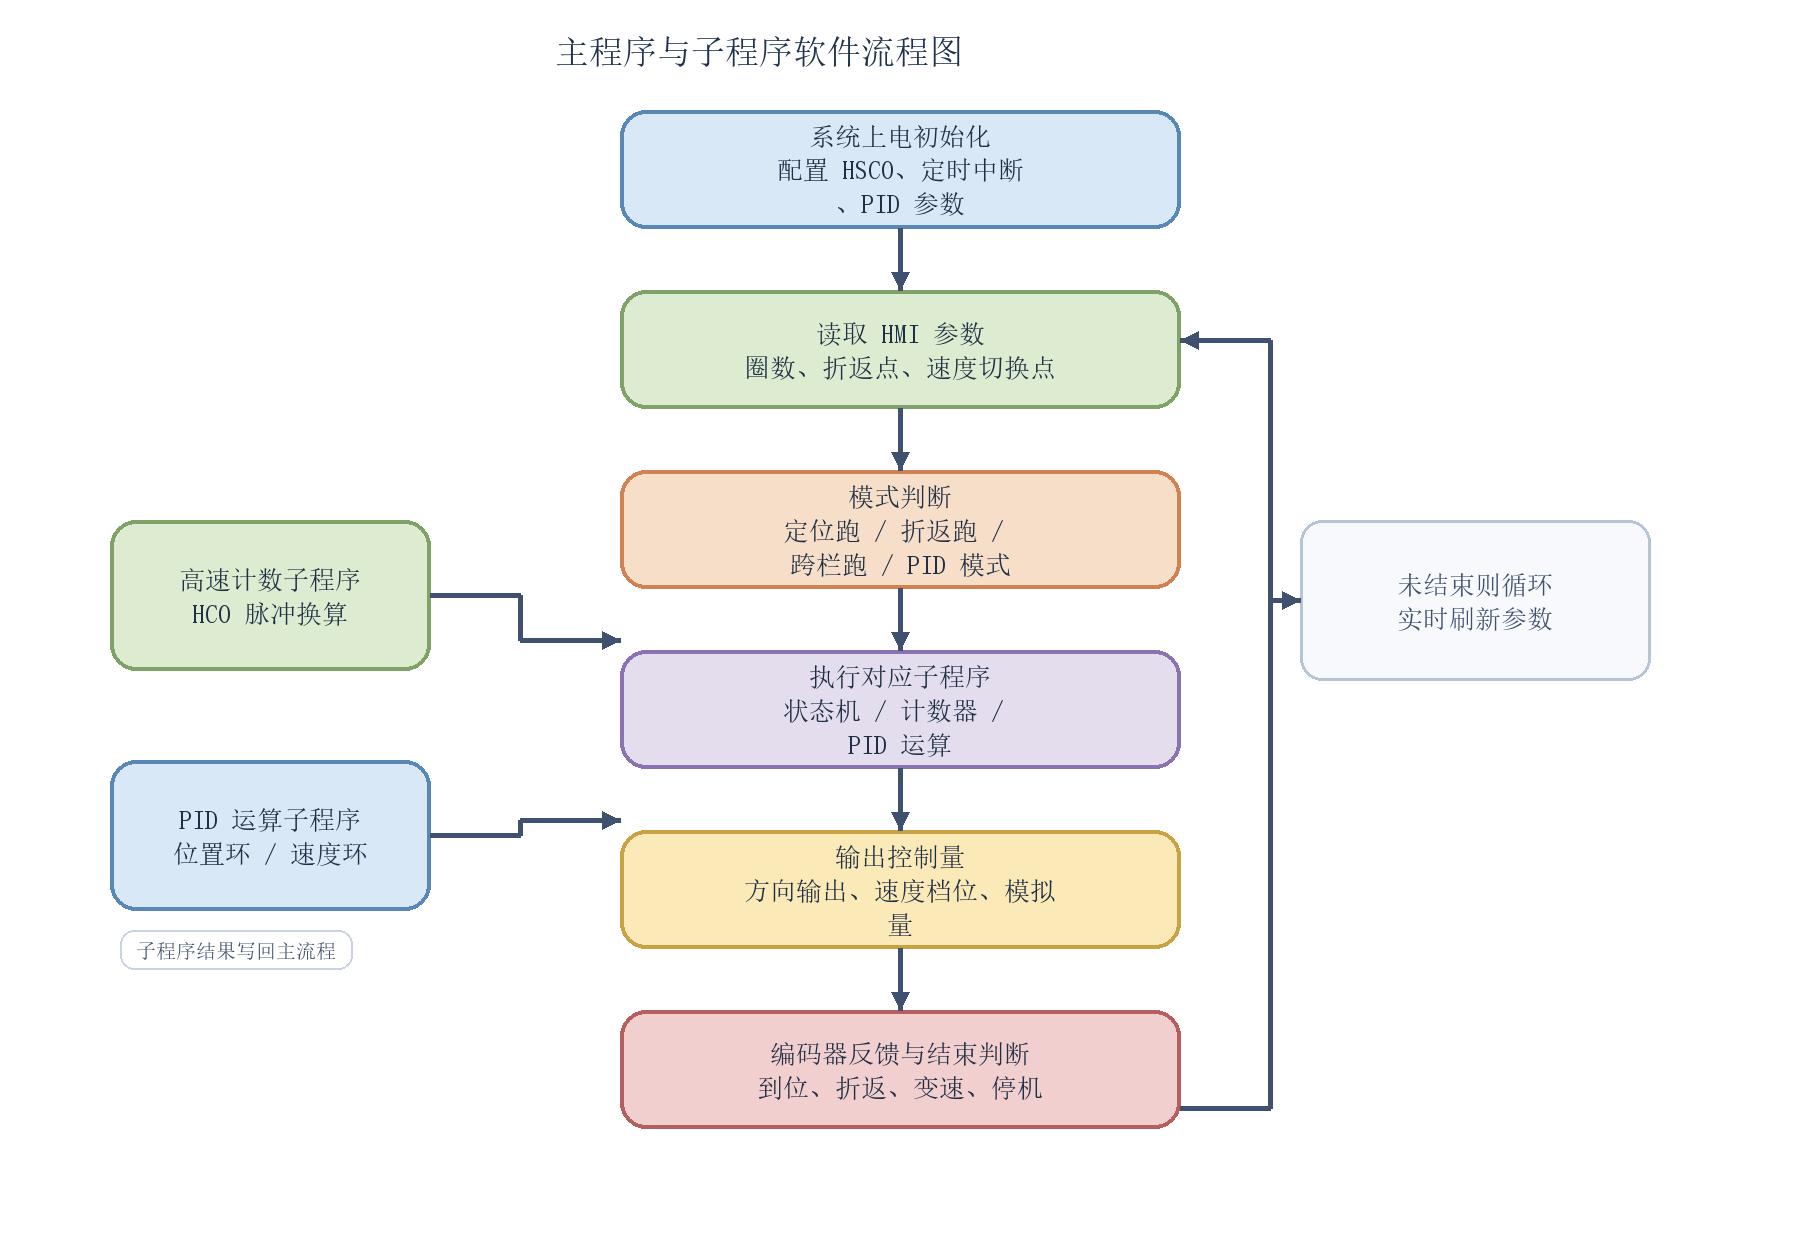 主程序与子程序软件流程图
系统上电初始化
配置 HSC0、定时中断
、PID 参数
读取 HMI 参数
圈数、折返点、速度切换点
模式判断
定位跑 / 折返跑 /
跨栏跑 / PID 模式
高速计数子程序
HC0 脉冲换算
未结束则循环
实时刷新参数
执行对应子程序
状态机 / 计数器 /
PID 运算
PID 运算子程序
位置环 / 速度环
输出控制量
方向输出、速度档位、模拟
量
子程序结果写回主流程
编码器反馈与结束判断
到位、折返、变速、停机